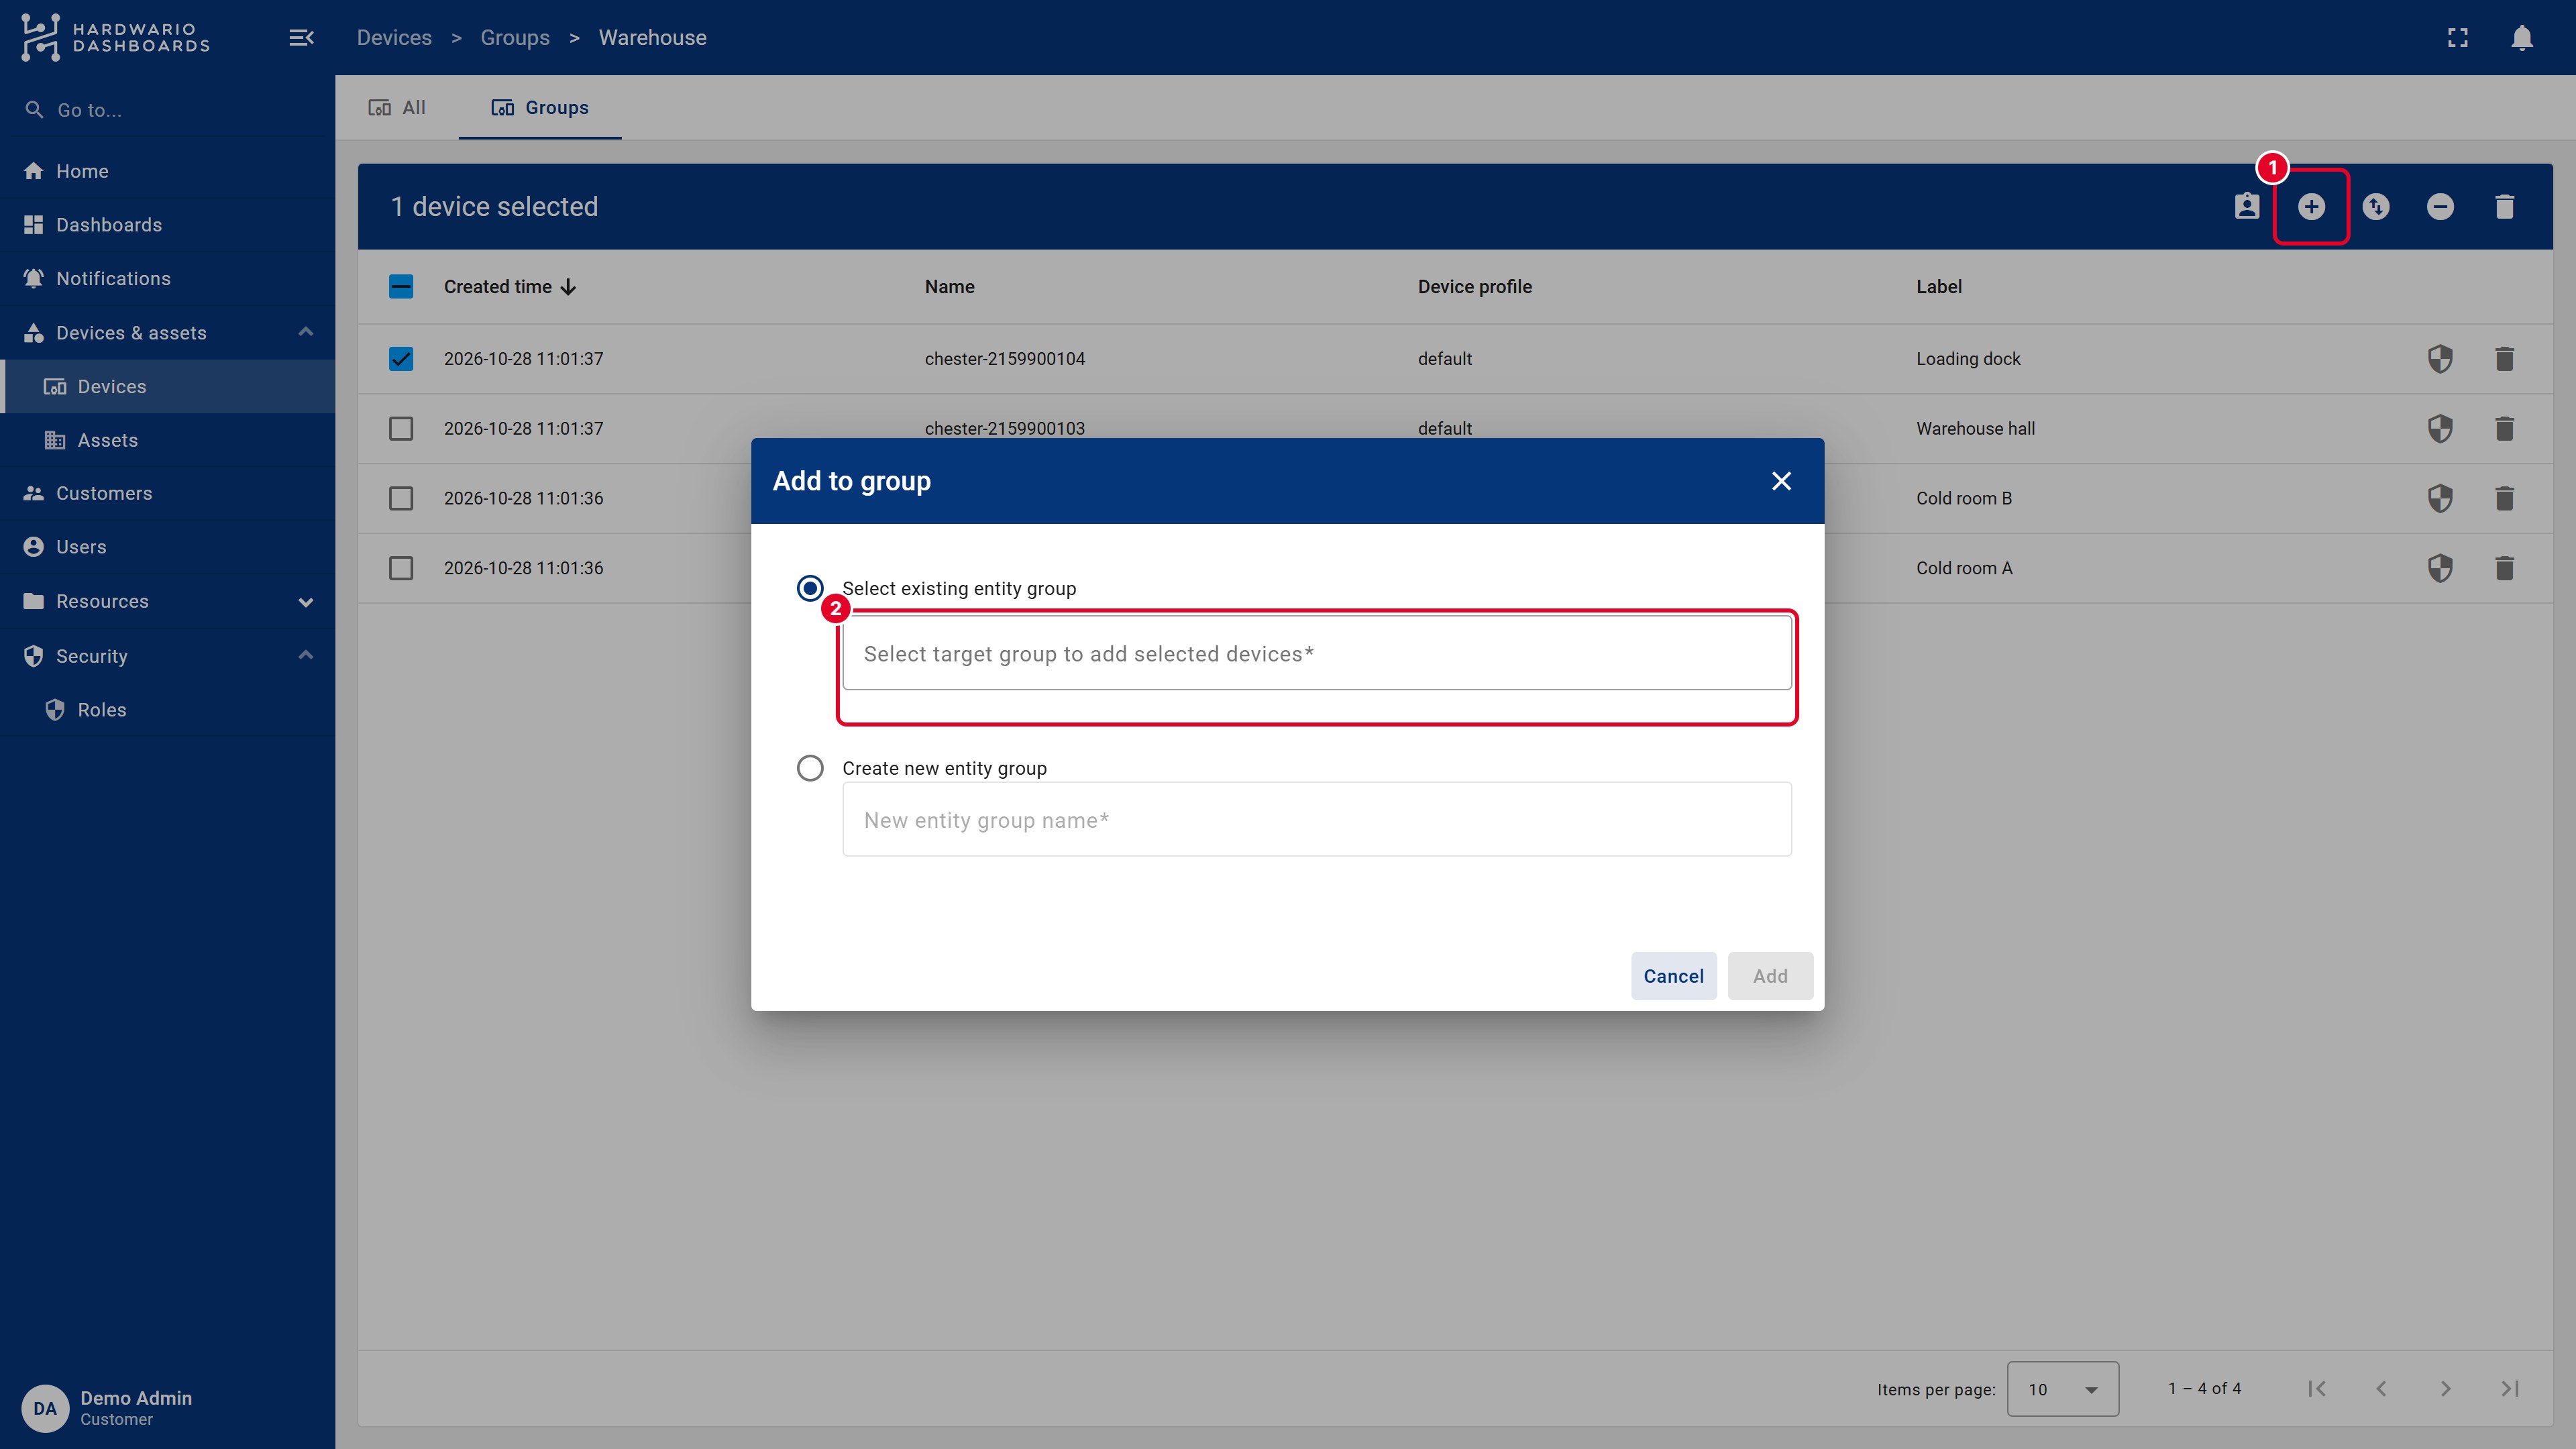 HARDWARIO
DASHBOARDS
Devices > Groups > Warehouse
Go to...
Home
Dashboards
Notifications
Devices & assets
Devices
Assets
Customers
Users
Resources
Security
Roles
DA
Demo Admin
Customer
All
Groups
1 device selected
1
Created time
Name
Device profile
Label
2026-10-28 11:01:37
chester-2159900104
default
Loading dock
2026-10-28 11:01:37
chester-2159900103
default
Warehouse hall
2026-10-28 11:01:36
Cold room B
2026-10-28 11:01:36
Cold room A
Add to group
Select existing entity group
2
Select target group to add selected devices*
Create new entity group
New entity group name*
Cancel
Add
Items per page:
10
1 – 4 of 4